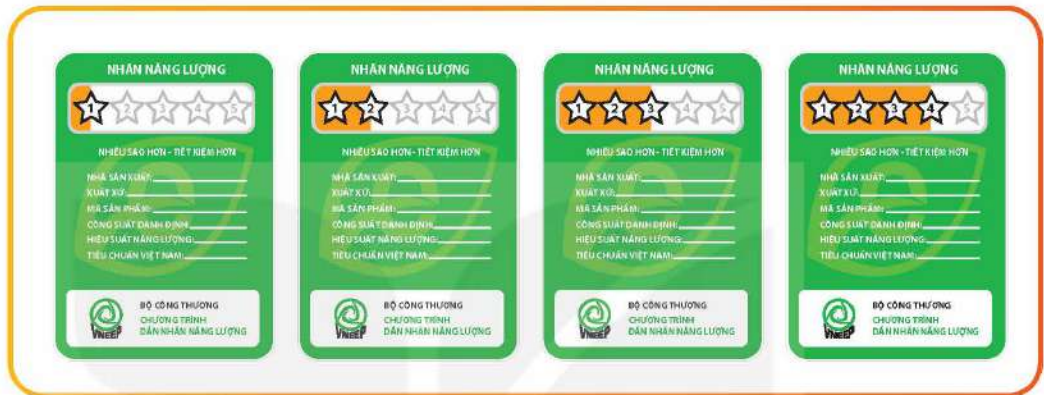 NHÃN NĂNG LƯỢNG
1 2 3 4 5
NHIỀU SAO HƠN - TIẾT KIỆM HƠN
NHÀ SẢN XUẤT:
XUẤT XỨ:
MÃ SẢN PHẨM:
CÔNG SUẤT DANH ĐỊNH:
HIỆU SUẤT NĂNG LƯỢNG:
TIÊU CHUẨN VIỆT NAM:
VNEEP
BỘ CÔNG THƯƠNG
CHƯƠNG TRÌNH
DÁN NHÃN NĂNG LƯỢNG
NHÃN NĂNG LƯỢNG
1 2 3 4 5
NHIỀU SAO HƠN - TIẾT KIỆM HƠN
NHÀ SẢN XUẤT:
XUẤT XỨ:
MÃ SẢN PHẨM:
CÔNG SUẤT DANH ĐỊNH:
HIỆU SUẤT NĂNG LƯỢNG:
TIÊU CHUẨN VIỆT NAM:
VNEEP
BỘ CÔNG THƯƠNG
CHƯƠNG TRÌNH
DÁN NHÃN NĂNG LƯỢNG
NHÃN NĂNG LƯỢNG
1 2 3 4 5
NHIỀU SAO HƠN - TIẾT KIỆM HƠN
NHÀ SẢN XUẤT:
XUẤT XỨ:
MÃ SẢN PHẨM:
CÔNG SUẤT DANH ĐỊNH:
HIỆU SUẤT NĂNG LƯỢNG:
TIÊU CHUẨN VIỆT NAM:
VNEEP
BỘ CÔNG THƯƠNG
CHƯƠNG TRÌNH
DÁN NHÃN NĂNG LƯỢNG
NHÃN NĂNG LƯỢNG
1 2 3 4 5
NHIỀU SAO HƠN - TIẾT KIỆM HƠN
NHÀ SẢN XUẤT:
XUẤT XỨ:
MÃ SẢN PHẨM:
CÔNG SUẤT DANH ĐỊNH:
HIỆU SUẤT NĂNG LƯỢNG:
TIÊU CHUẨN VIỆT NAM:
VNEEP
BỘ CÔNG THƯƠNG
CHƯƠNG TRÌNH
DÁN NHÃN NĂNG LƯỢNG